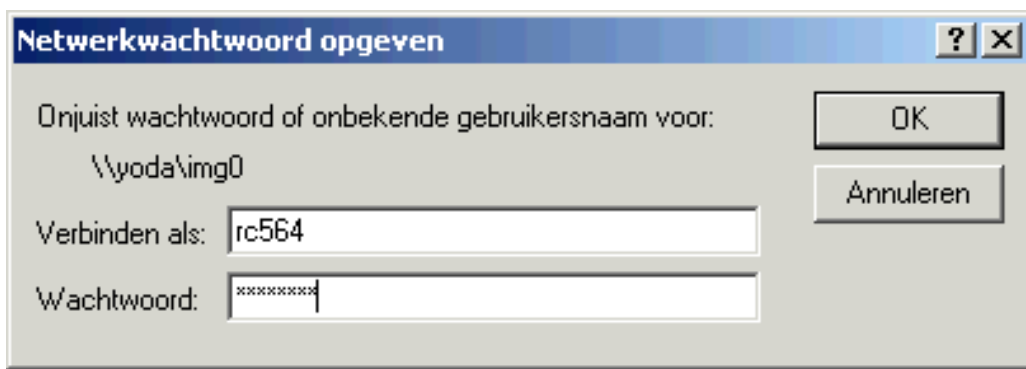 Netwerkwachtwoord opgeven
Onjuist wachtwoord of onbekende gebruikersnaam voor:
\\yoda\img0
Verbinden als: rc564
Wachtwoord: ********
OK
Annuleren